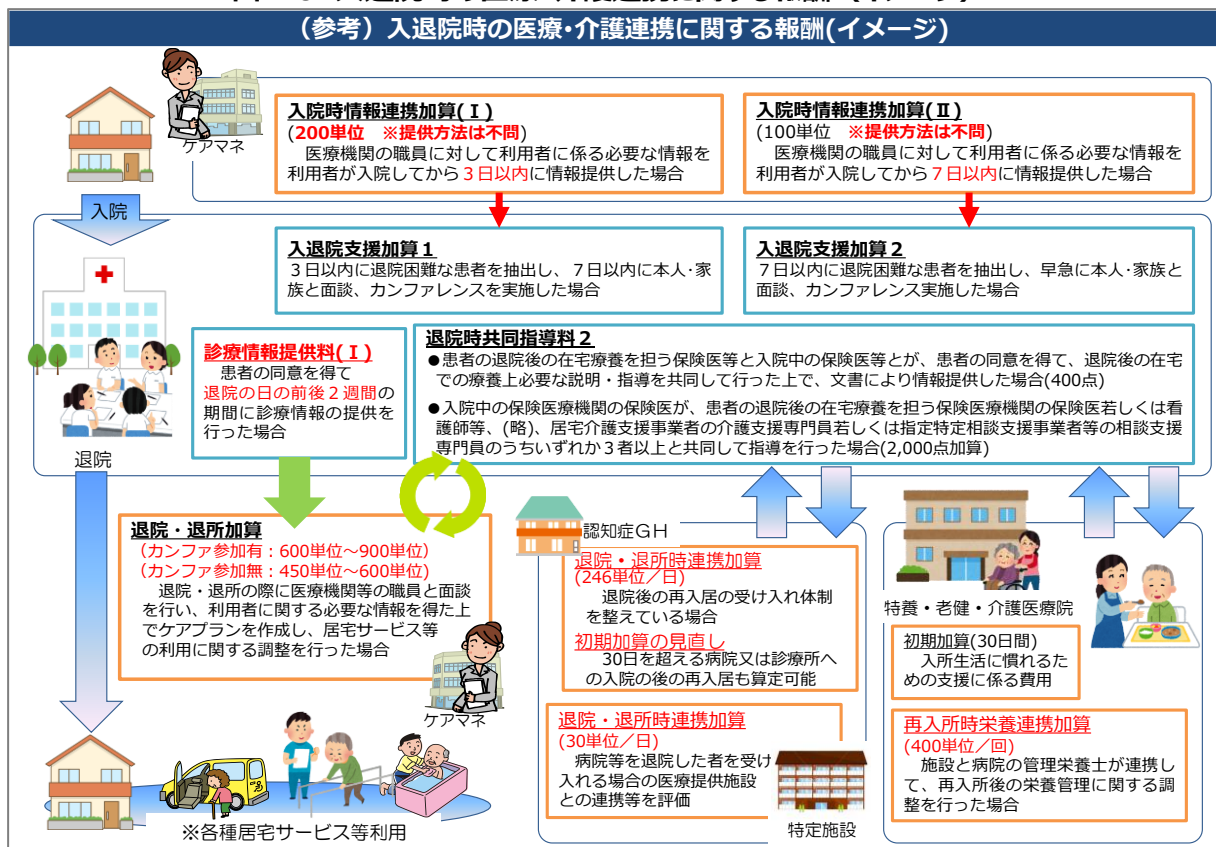 （参考）入退院時の医療・介護連携に関する報酬(イメージ)
ケアマネ
入院時情報連携加算(Ⅰ)
(200単位　※提供方法は不問)
医療機関の職員に対して利用者に係る必要な情報を
利用者が入院してから３日以内に情報提供した場合
入院時情報連携加算(Ⅱ)
(100単位　※提供方法は不問)
医療機関の職員に対して利用者に係る必要な情報を
利用者が入院してから７日以内に情報提供した場合
入院
入退院支援加算１
３日以内に退院困難な患者を抽出し、７日以内に本人・家
族と面談、カンファレンスを実施した場合
入退院支援加算２
７日以内に退院困難な患者を抽出し、早急に本人・家族と
面談、カンファレンス実施した場合
診療情報提供料(Ⅰ)
患者の同意を得て
退院の日の前後２週間の
期間に診療情報の提供を
行った場合
退院時共同指導料２
●患者の退院後の在宅療養を担う保険医等と入院中の保険医等とが、患者の同意を得て、退院後の在宅
での療養上必要な説明・指導を共同して行った上で、文書により情報提供した場合(400点)
●入院中の保険医療機関の保険医が、患者の退院後の在宅療養を担う保険医療機関の保険医若しくは看
護師等、(略)、居宅介護支援事業者の介護支援専門員若しくは指定特定相談支援事業者等の相談支援
専門員のうちいずれか３者以上と共同して指導を行った場合(2,000点加算)
退院
退院・退所加算
（カンファ参加有：600単位～900単位）
（カンファ参加無：450単位～600単位）
退院・退所の際に医療機関等の職員と面談
を行い、利用者に関する必要な情報を得た上
でケアプランを作成し、居宅サービス等
の利用に関する調整を行った場合
ケアマネ
※各種居宅サービス等利用
認知症ＧＨ
退院・退所時連携加算
(246単位／日)
退院後の再入居の受け入れ体制
を整えている場合
初期加算の見直し
30日を超える病院又は診療所へ
の入院の後の再入居も算定可能
退院・退所時連携加算
(30単位／日)
病院等を退院した者を受け
入れる場合の医療提供施設
との連携等を評価
特定施設
特養・老健・介護医療院
初期加算(30日間)
入所生活に慣れるた
めの支援に係る費用
再入所時栄養連携加算
(400単位／回)
施設と病院の管理栄養士が連携し
て、再入所後の栄養管理に関する調
整を行った場合